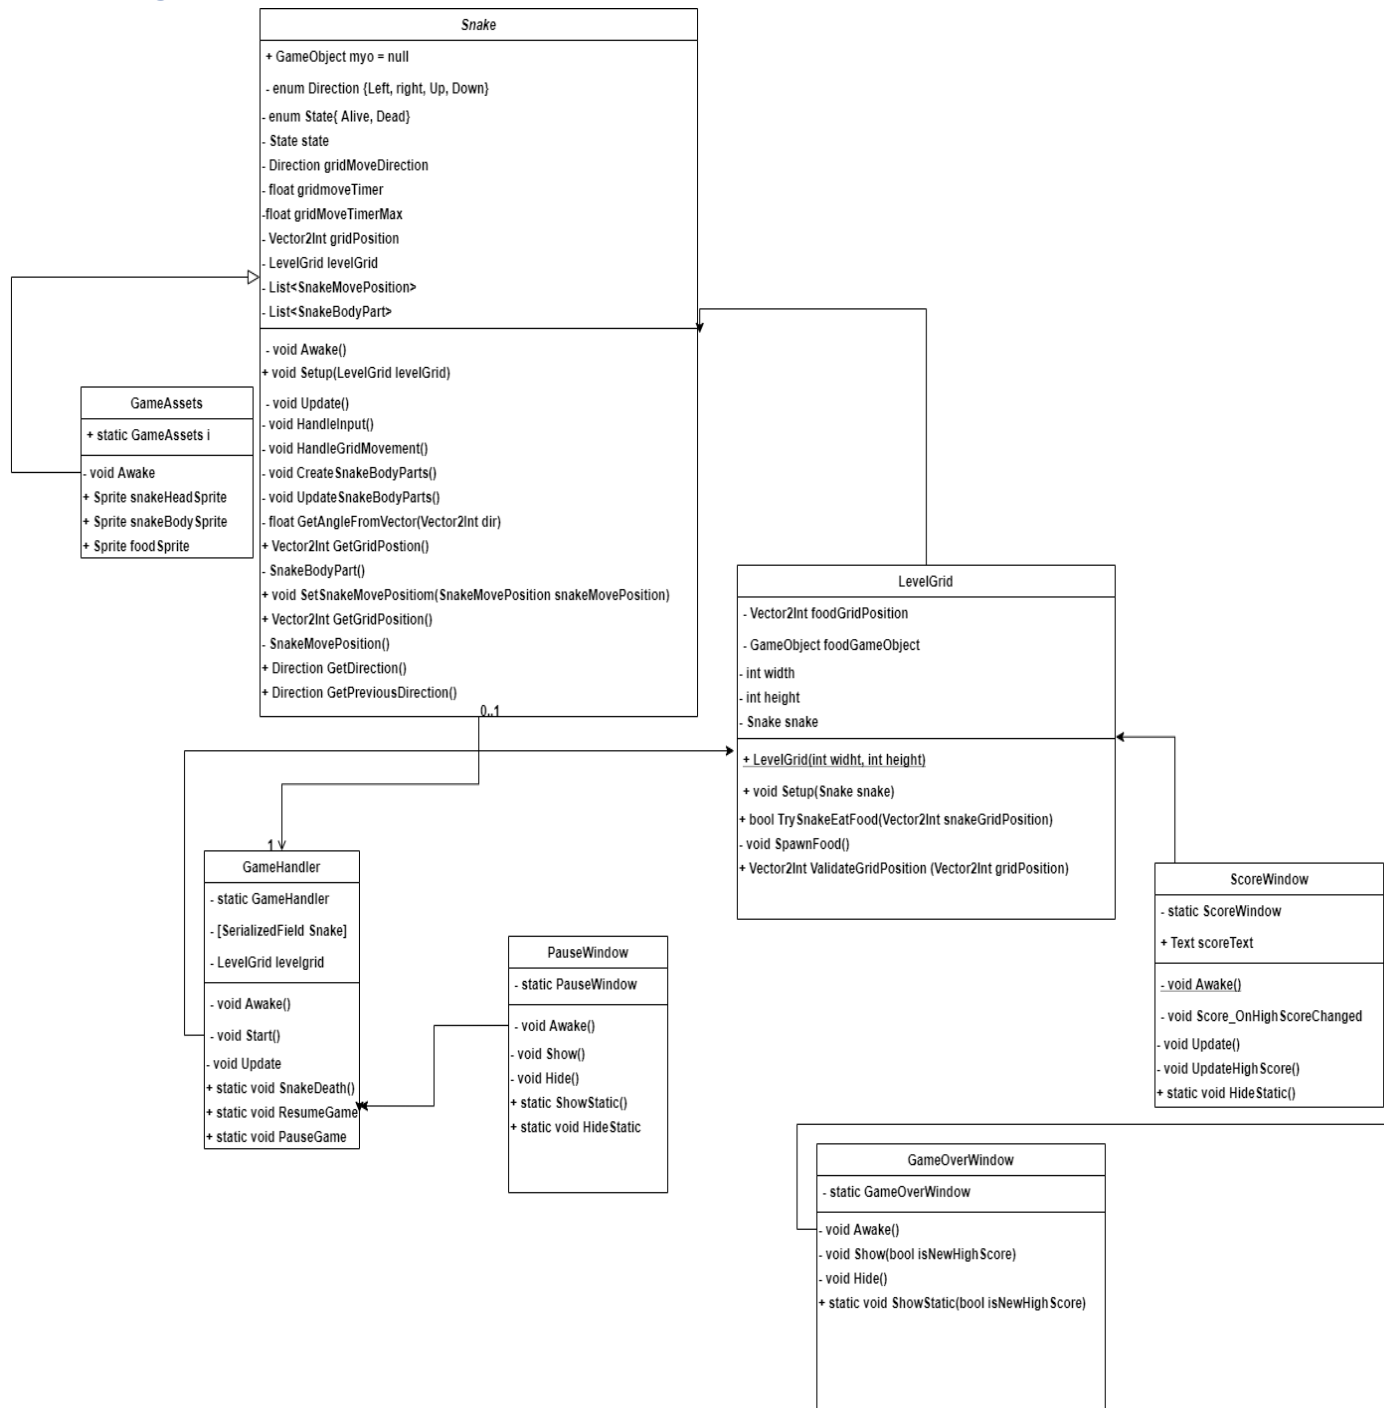 Snake
+ GameObject myo = null
- enum Direction {Left, right, Up, Down}
- enum State{ Alive, Dead}
- State state
- Direction gridMoveDirection
- float gridmoveTimer
-float gridMoveTimerMax
- Vector2Int gridPosition
- LevelGrid levelGrid
- List<SnakeMovePosition>
- List<SnakeBodyPart>
- void Awake()
+ void Setup(LevelGrid levelGrid)
- void Update()
- void HandleInput()
- void HandleGridMovement()
- void CreateSnakeBodyParts()
- void UpdateSnakeBodyParts()
- float GetAngleFromVector(Vector2Int dir)
+ Vector2Int GetGridPostion()
- SnakeBodyPart()
+ void SetSnakeMovePositiom(SnakeMovePosition snakeMovePosition)
+ Vector2Int GetGridPosition()
- SnakeMovePosition()
+ Direction GetDirection()
+ Direction GetPreviousDirection()
0..1
GameAssets
+ static GameAssets i
- void Awake
+ Sprite snakeHeadSprite
+ Sprite snakeBodySprite
+ Sprite foodSprite
LevelGrid
- Vector2Int foodGridPosition
- GameObject foodGameObject
- int width
- int height
- Snake snake
+ LevelGrid(int widht, int height)
+ void Setup(Snake snake)
+ bool TrySnakeEatFood(Vector2Int snakeGridPosition)
- void SpawnFood()
+ Vector2Int ValidateGridPosition (Vector2Int gridPosition)
1
GameHandler
- static GameHandler
- [SerializedField Snake]
- LevelGrid levelgrid
- void Awake()
- void Start()
- void Update
+ static void SnakeDeath()
+ static void ResumeGame
+ static void PauseGame
PauseWindow
- static PauseWindow
- void Awake()
- void Show()
- void Hide()
+ static ShowStatic()
+ static void HideStatic
ScoreWindow
- static ScoreWindow
+ Text scoreText
- void Awake()
- void Score_OnHighScoreChanged
- void Update()
- void UpdateHighScore()
+ static void HideStatic()
GameOverWindow
- static GameOverWindow
- void Awake()
- void Show(bool isNewHighScore)
- void Hide()
+ static void ShowStatic(bool isNewHighScore)